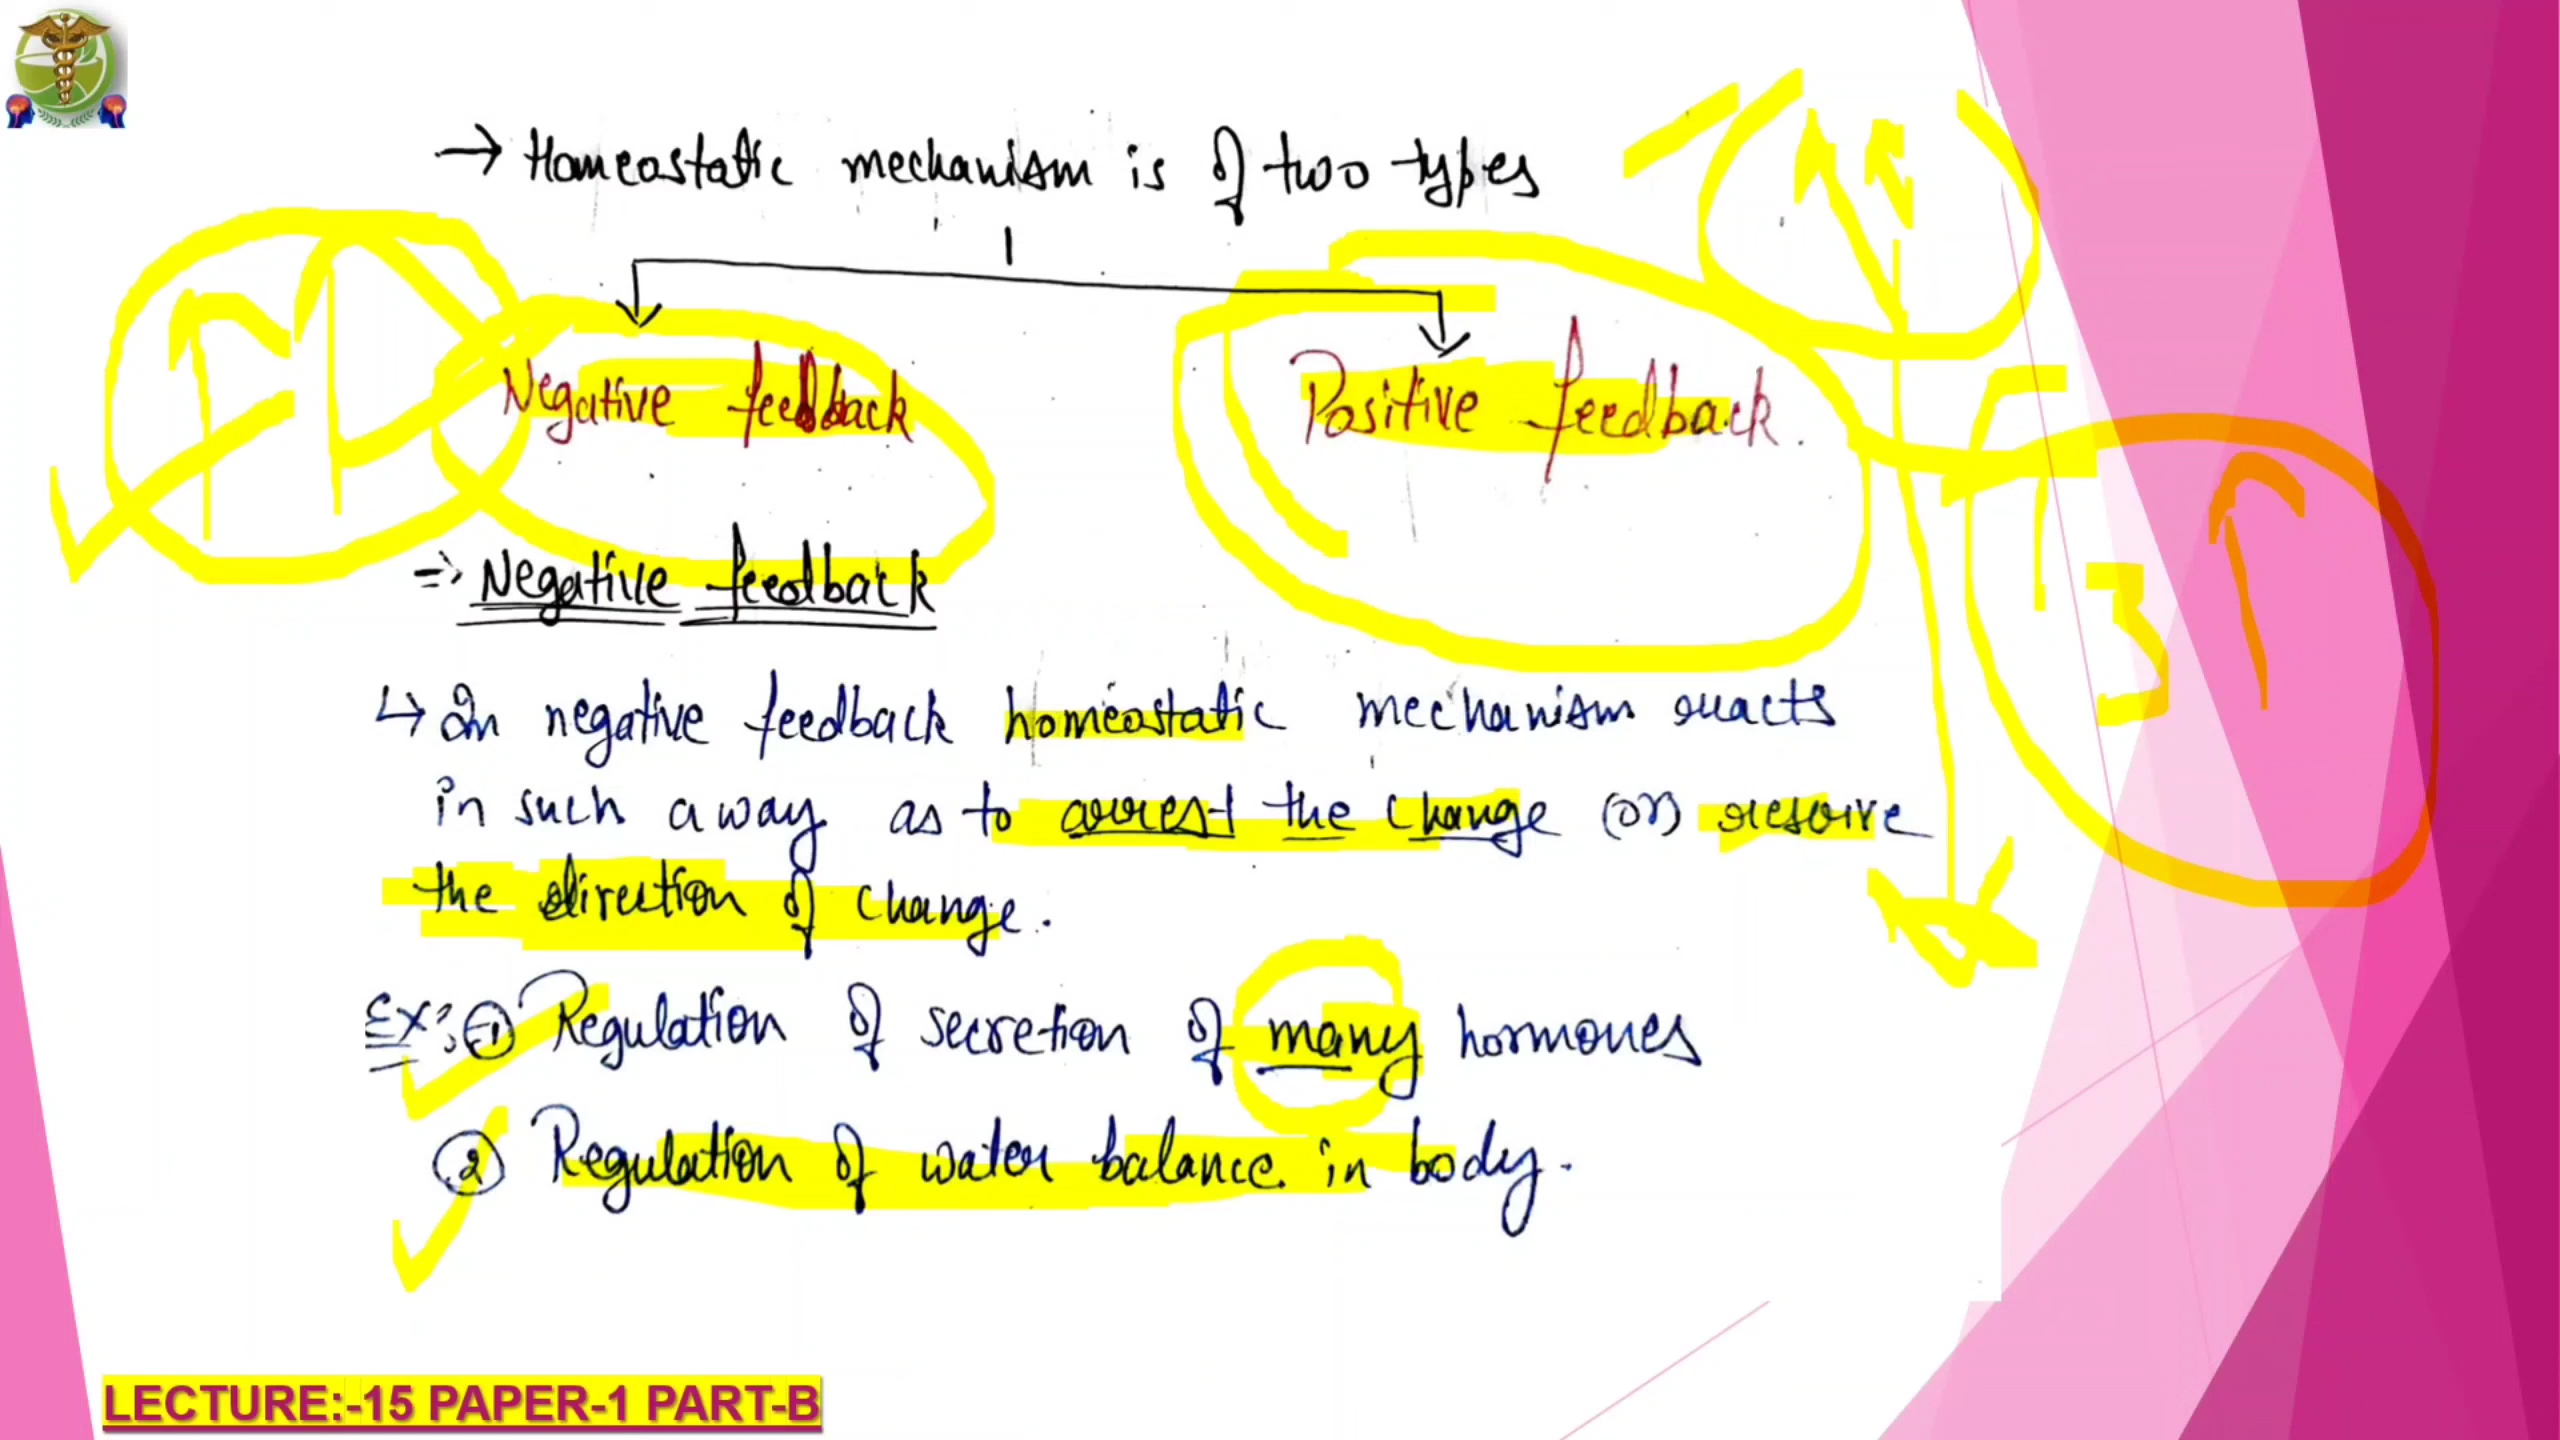 → Homeostatic mechanism is of two types
Negative feedback
Positive feedback.
⇒ Negative feedback
↳ In negative feedback homeostatic mechanism reacts
in such a way as to arrest the change (or) resorve
the direction of change.
Ex: ① Regulation of secretion of many hormones
② Regulation of water balance in body.
LECTURE:-15 PAPER-1 PART-B